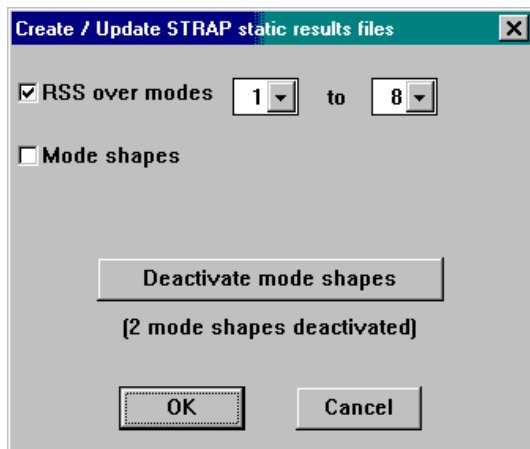 Create / Update STRAP static results files
RSS over modes 1 to 8
Mode shapes
Deactivate mode shapes
(2 mode shapes deactivated)
OK Cancel